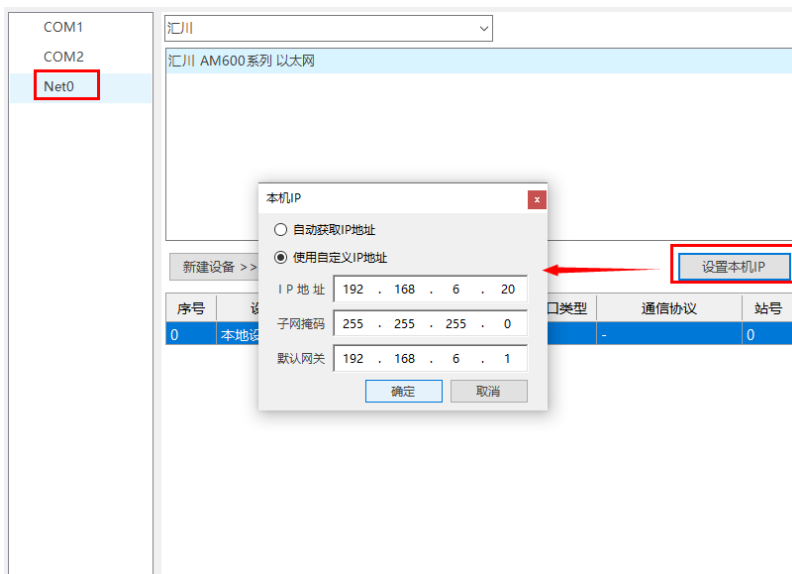 COM1
COM2
Net0
汇川
汇川 AM600系列 以太网
本机IP
x
自动获取IP地址
使用自定义IP地址
IP地址 192 . 168 . 6 . 20
子网掩码 255 . 255 . 255 . 0
默认网关 192 . 168 . 6 . 1
确定 取消
新建设备 >> 设置本机IP
序号 设 口类型 通信协议 站号
0 本地设 - 0